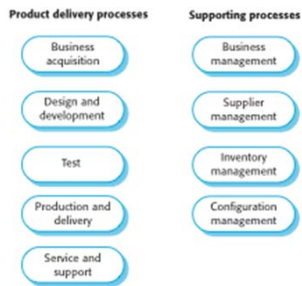 Product delivery processes
Supporting processes
Business
acquisition
Business
management
Design and
development
Supplier
management
Test
Inventory
management
Production and
delivery
Configuration
management
Service and
support